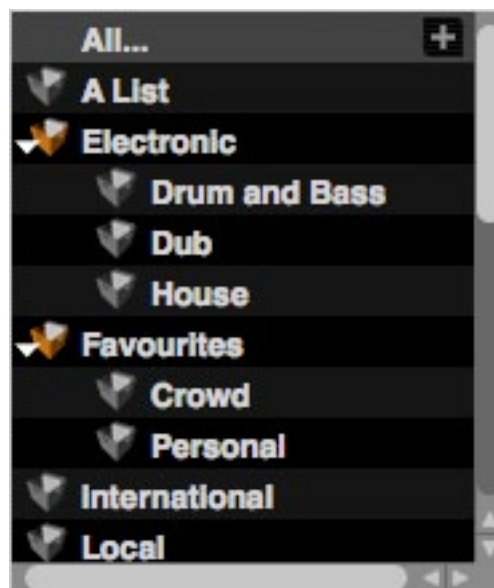 All...
A List
Electronic
Drum and Bass
Dub
House
Favourites
Crowd
Personal
International
Local